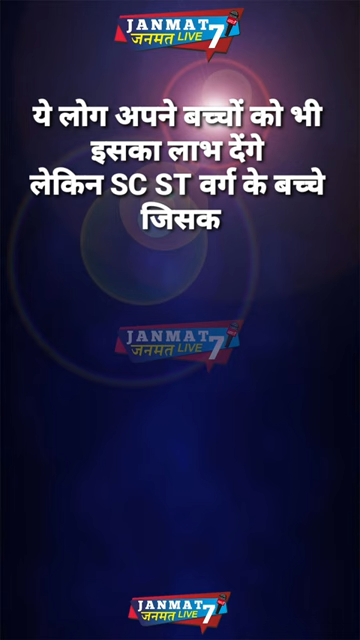 JANMAT
जनमत LIVE 7
ये लोग अपने बच्चों को भी
इसका लाभ देंगे
लेकिन SC ST वर्ग के बच्चे
जिसक
JANMAT
जनमत LIVE 7
JANMAT
जनमत LIVE 7